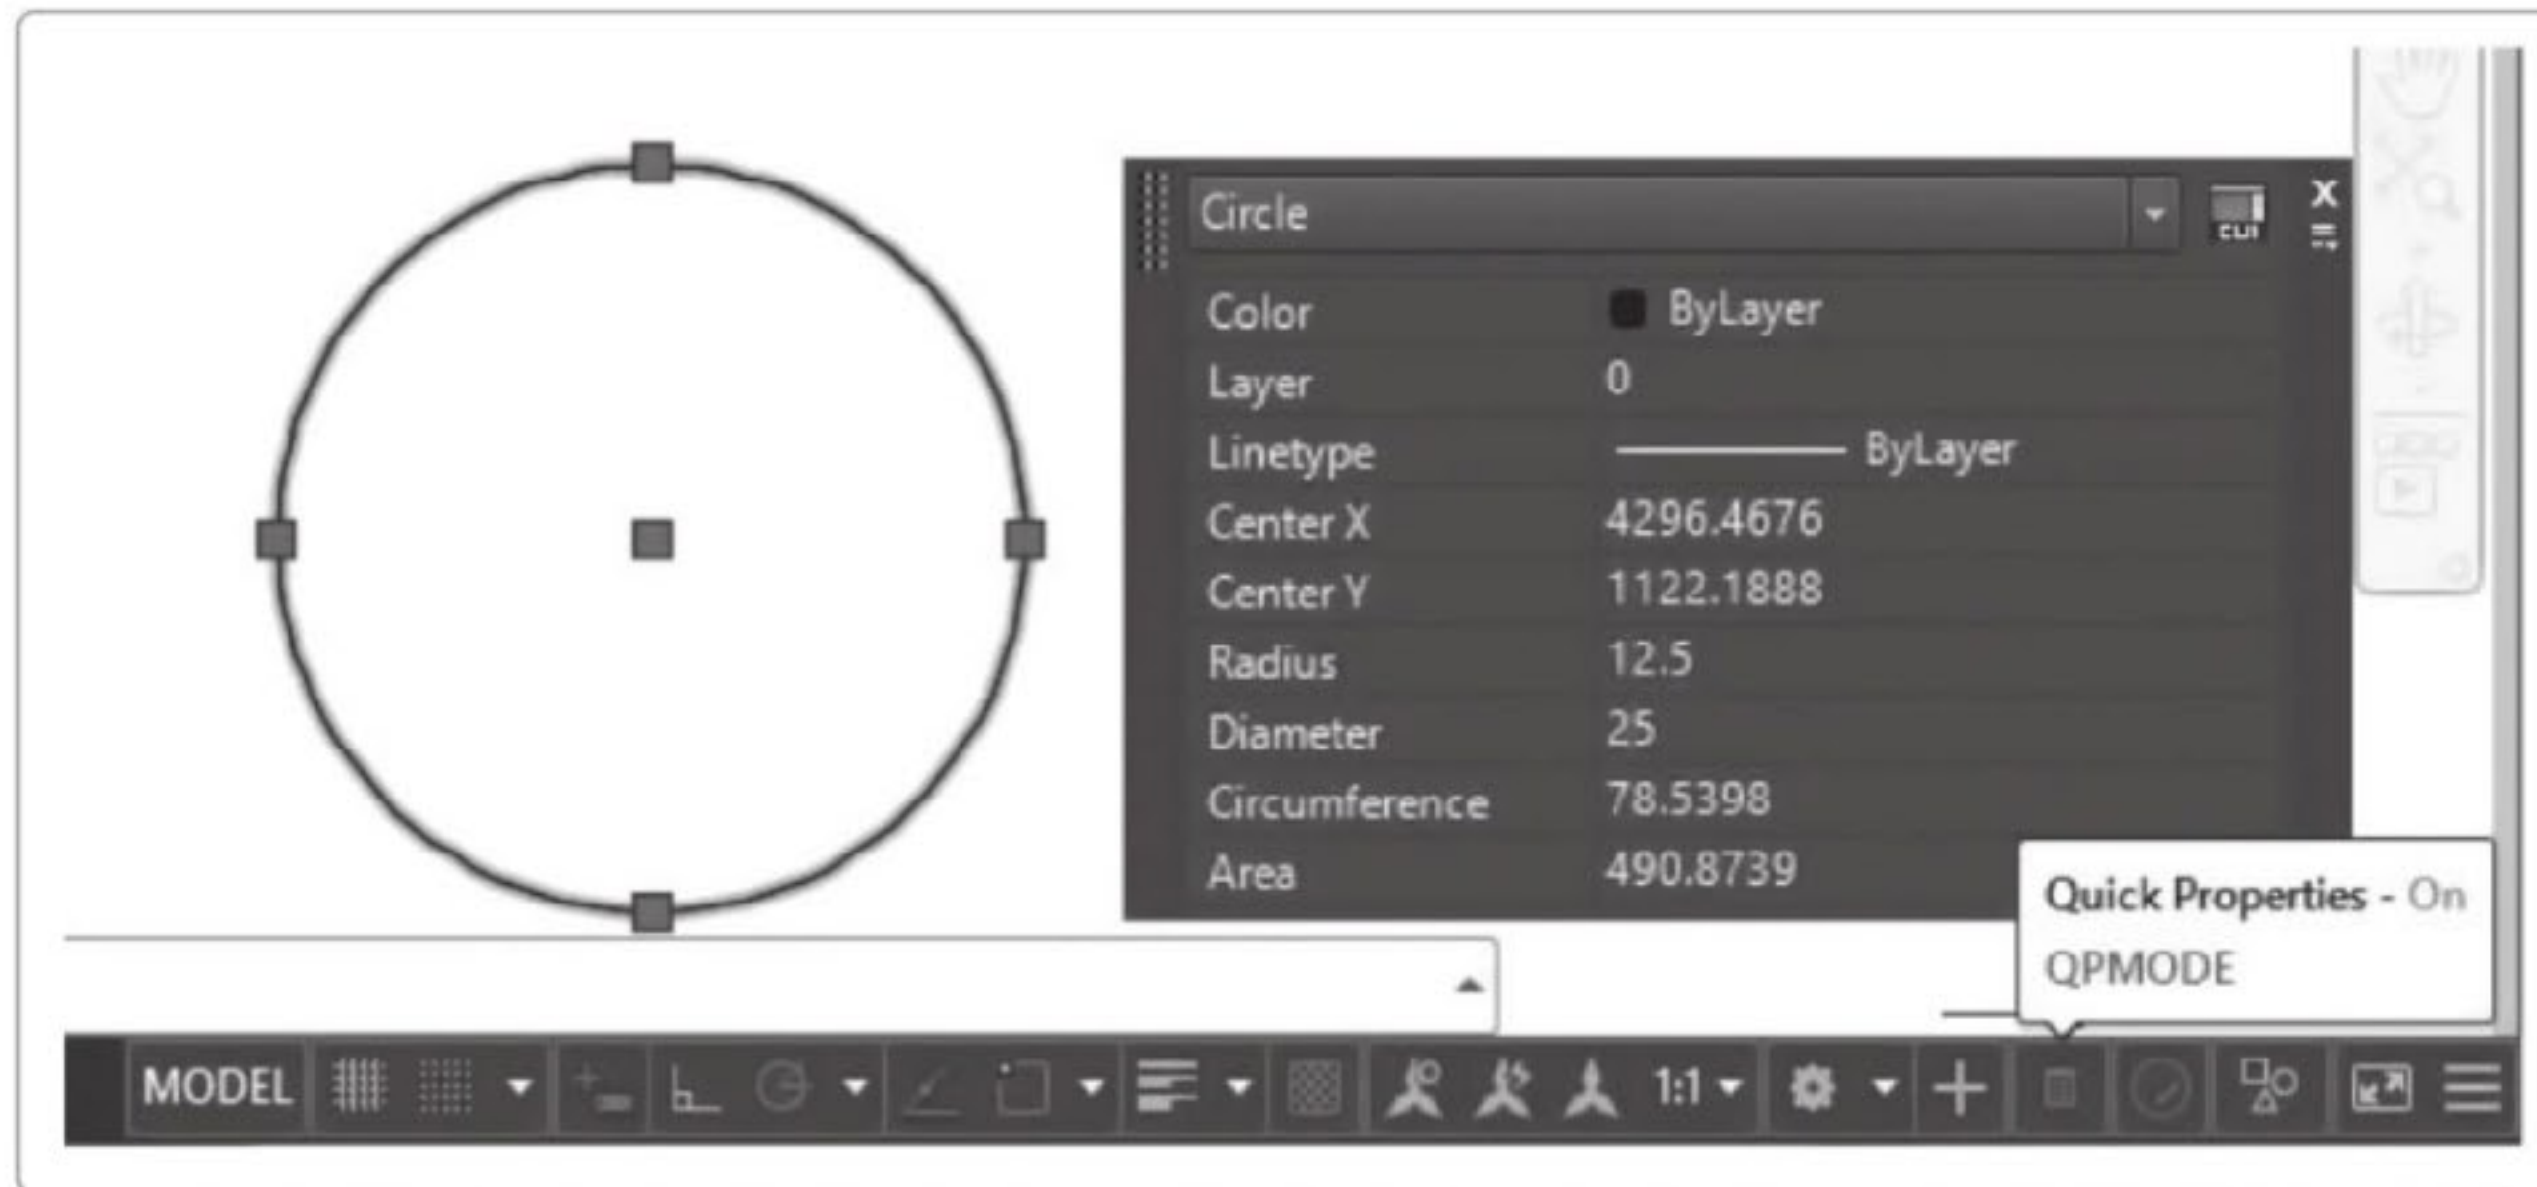 Circle
CUI
X
Color ByLayer
Layer 0
Linetype ByLayer
Center X 4296.4676
Center Y 1122.1888
Radius 12.5
Diameter 25
Circumference 78.5398
Area 490.8739
Quick Properties - On
QPMODE
MODEL 1:1